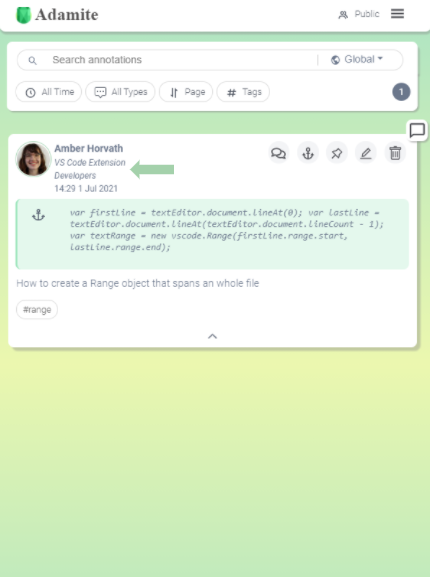 Adamite
Public
Search annotations
Global
All Time
All Types
Page
# Tags
1
Amber Horvath
VS Code Extension
Developers
14:29 1 Jul 2021
var firstLine = textEditor.document.lineAt(0); var lastLine =
textEditor.document.lineAt(textEditor.document.lineCount - 1);
var textRange = new vscode.Range(firstLine.range.start,
lastLine.range.end);
How to create a Range object that spans an whole file
#range